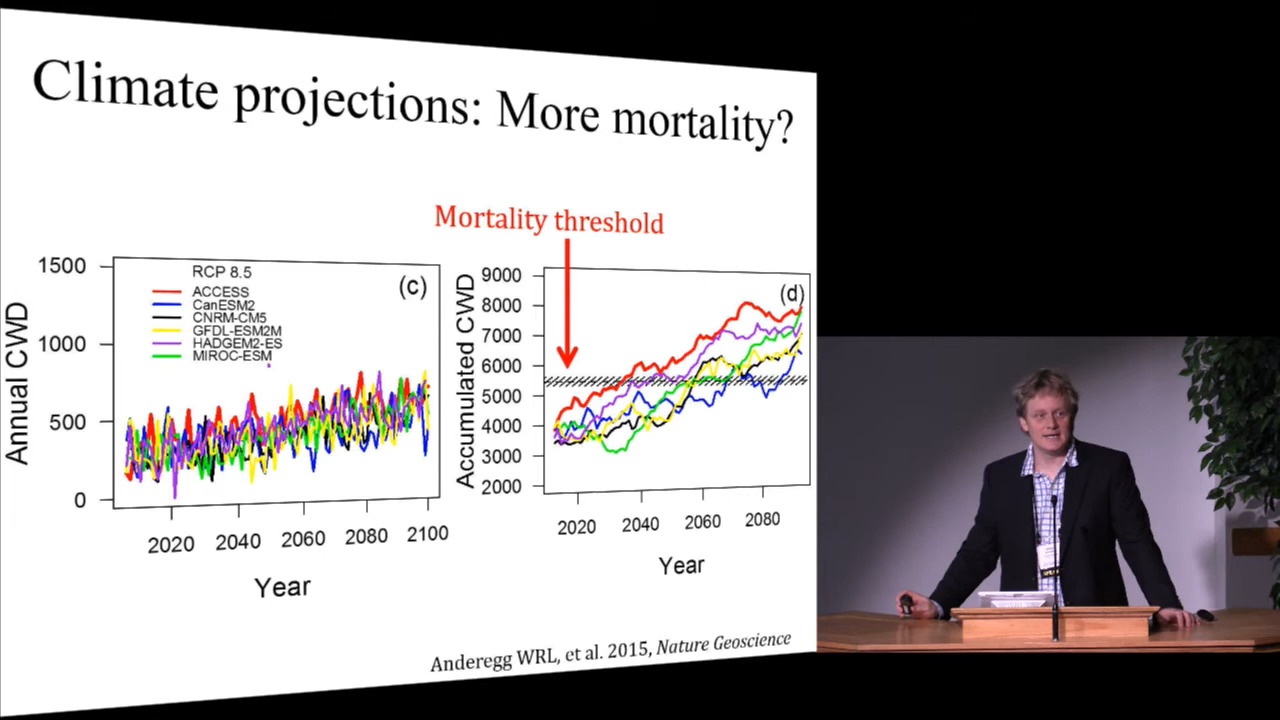 Climate projections: More mortality?
Mortality threshold
1500
1000
500
0
Annual CWD
RCP 8.5
ACCESS
CanESM2
CNRM-CM5
GFDL-ESM2M
HADGEM2-ES
MIROC-ESM
(c)
2020 2040 2060 2080 2100
Year
9000
8000
7000
6000
5000
4000
3000
2000
Accumulated CWD
(d)
2020 2040 2060 2080
Year
Anderegg WRL, et al. 2015, Nature Geoscience